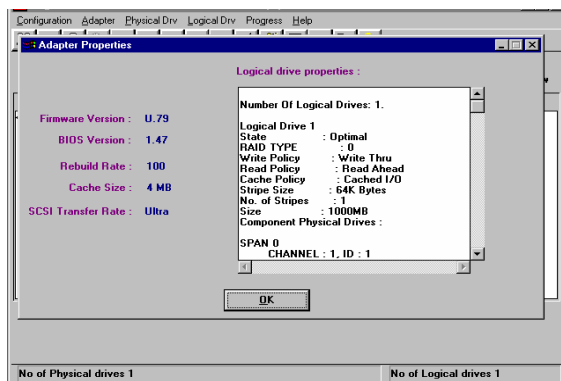 Configuration Adapter Physical Drv Logical Drv Progress Help
Adapter Properties
Logical drive properties :
Firmware Version : U.79
BIOS Version : 1.47
Rebuild Rate : 100
Cache Size : 4 MB
SCSI Transfer Rate : Ultra
Number Of Logical Drives: 1.
Logical Drive 1
State : Optimal
RAID TYPE : 0
Write Policy : Write Thru
Read Policy : Read Ahead
Cache Policy : Cached I/O
Stripe Size : 64K Bytes
No. of Stripes : 1
Size : 1000MB
Component Physical Drives :
SPAN 0
CHANNEL : 1, ID : 1
OK
No of Physical drives 1
No of Logical drives 1